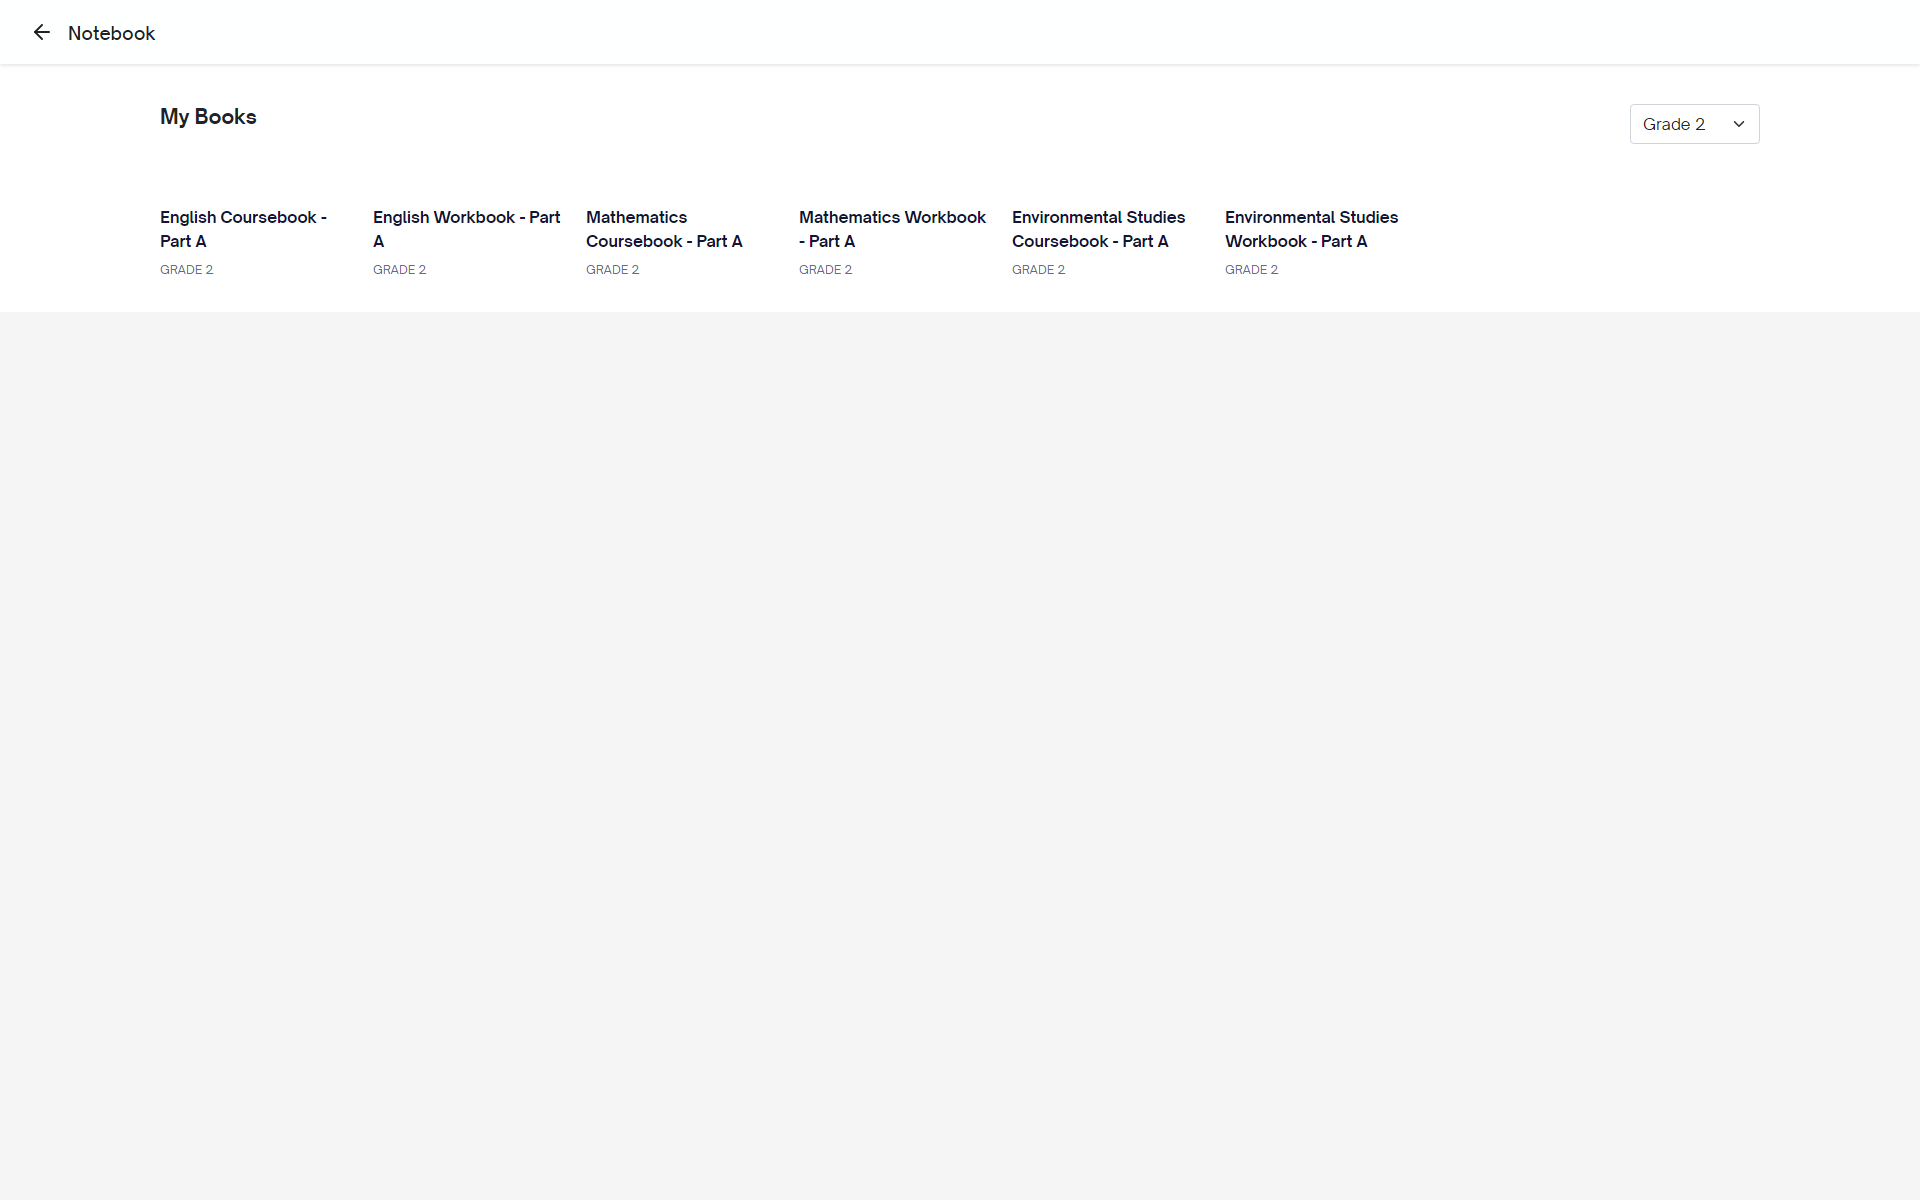 Notebook
My Books
Grade 2
English Coursebook -
Part A
GRADE 2
English Workbook - Part
A
GRADE 2
Mathematics
Coursebook - Part A
GRADE 2
Mathematics Workbook
- Part A
GRADE 2
Environmental Studies
Coursebook - Part A
GRADE 2
Environmental Studies
Workbook - Part A
GRADE 2